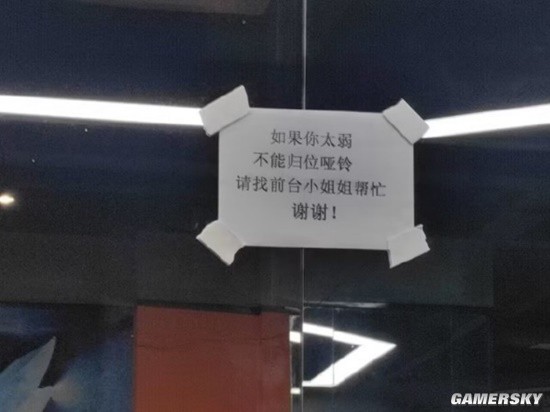 如果你太弱
不能归位哑铃
请找前台小姐姐帮忙
谢谢！
GAMERSKY